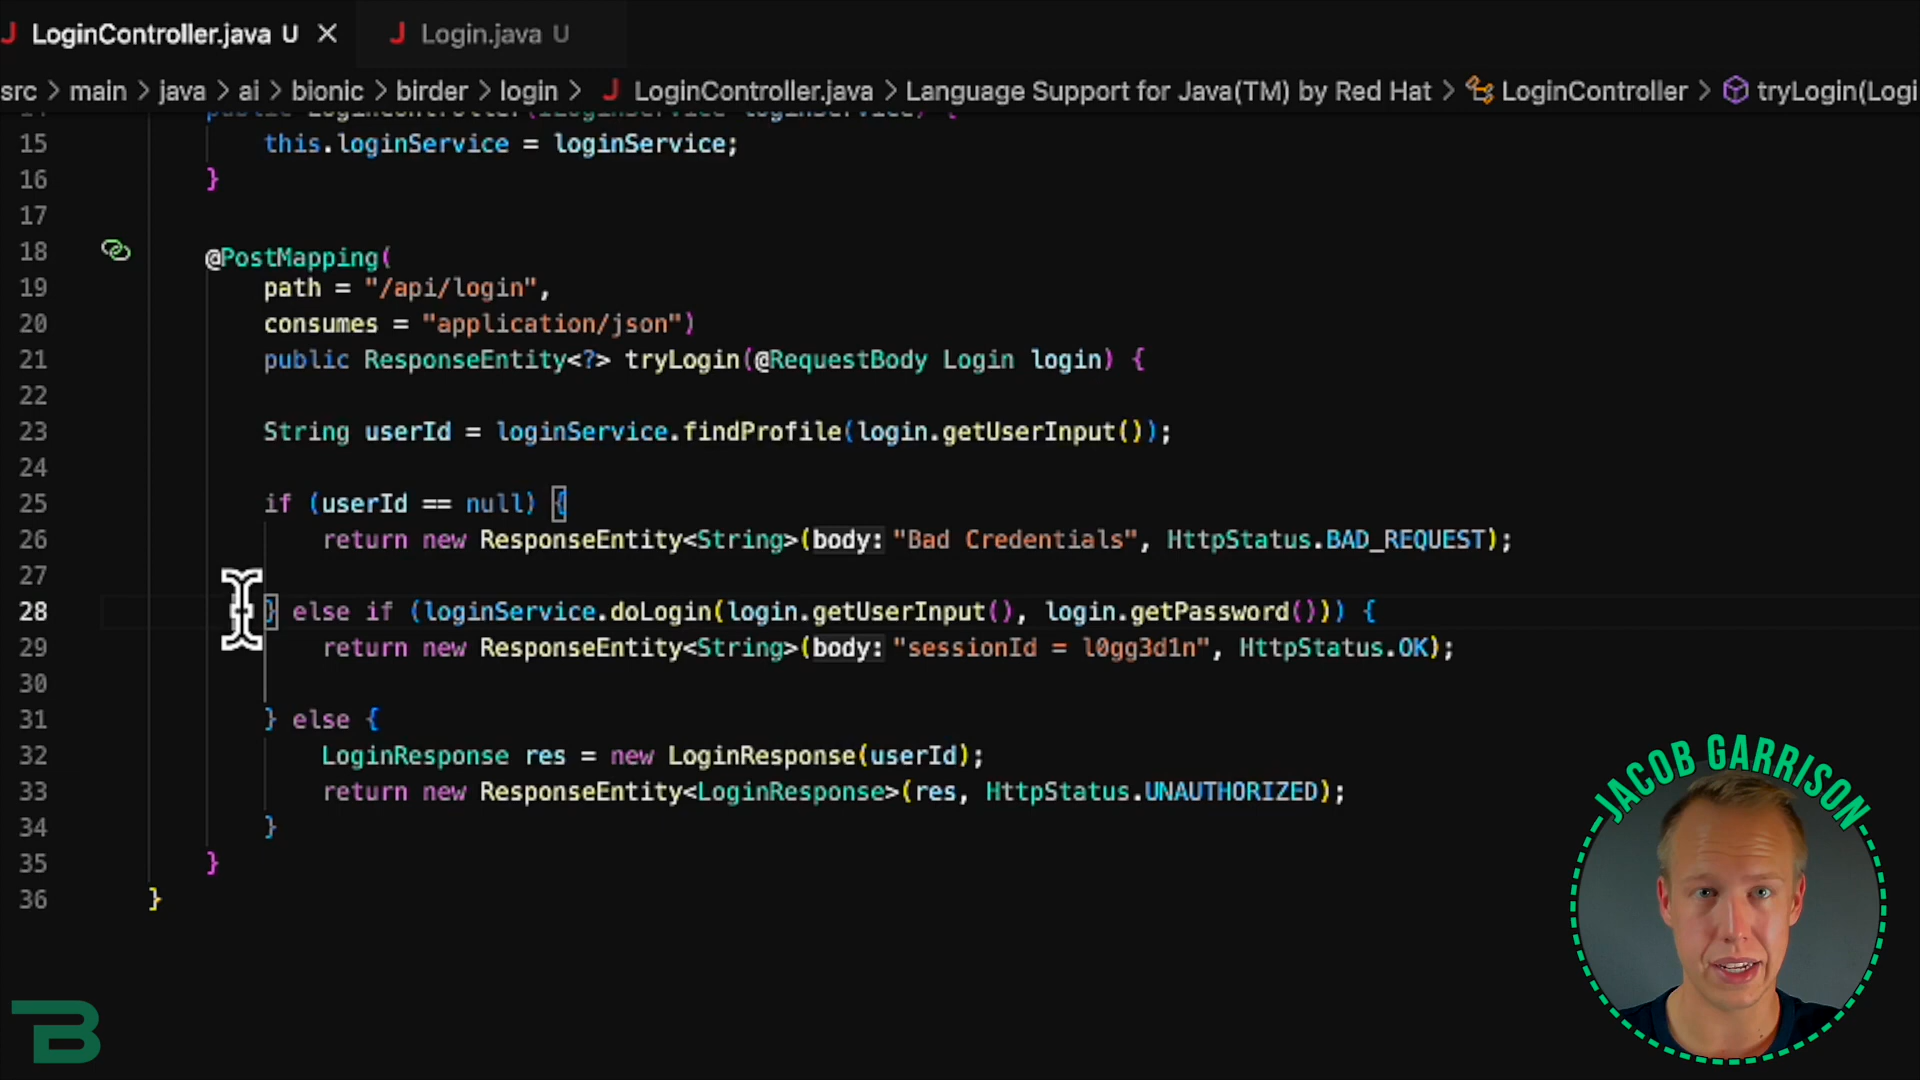 LoginController.java U
Login.java U
src > main > java > ai > bionic > birder > login > LoginController.java > Language Support for Java(TM) by Red Hat > LoginController > tryLogin(Logi
15 this.loginService = loginService;
16 }
17
18 @PostMapping(
19 path = "/api/login",
20 consumes = "application/json")
21 public ResponseEntity<?> tryLogin(@RequestBody Login login) {
22
23 String userId = loginService.findProfile(login.getUserInput());
24
25 if (userId == null) {
26 return new ResponseEntity<String>(body: "Bad Credentials", HttpStatus.BAD_REQUEST);
27
28 } else if (loginService.doLogin(login.getUserInput(), login.getPassword())) {
29 return new ResponseEntity<String>(body: "sessionId = l0gg3d1n", HttpStatus.OK);
30
31 } else {
32 LoginResponse res = new LoginResponse(userId);
33 return new ResponseEntity<LoginResponse>(res, HttpStatus.UNAUTHORIZED);
34 }
35 }
36 }
JACOB GARRISON
B